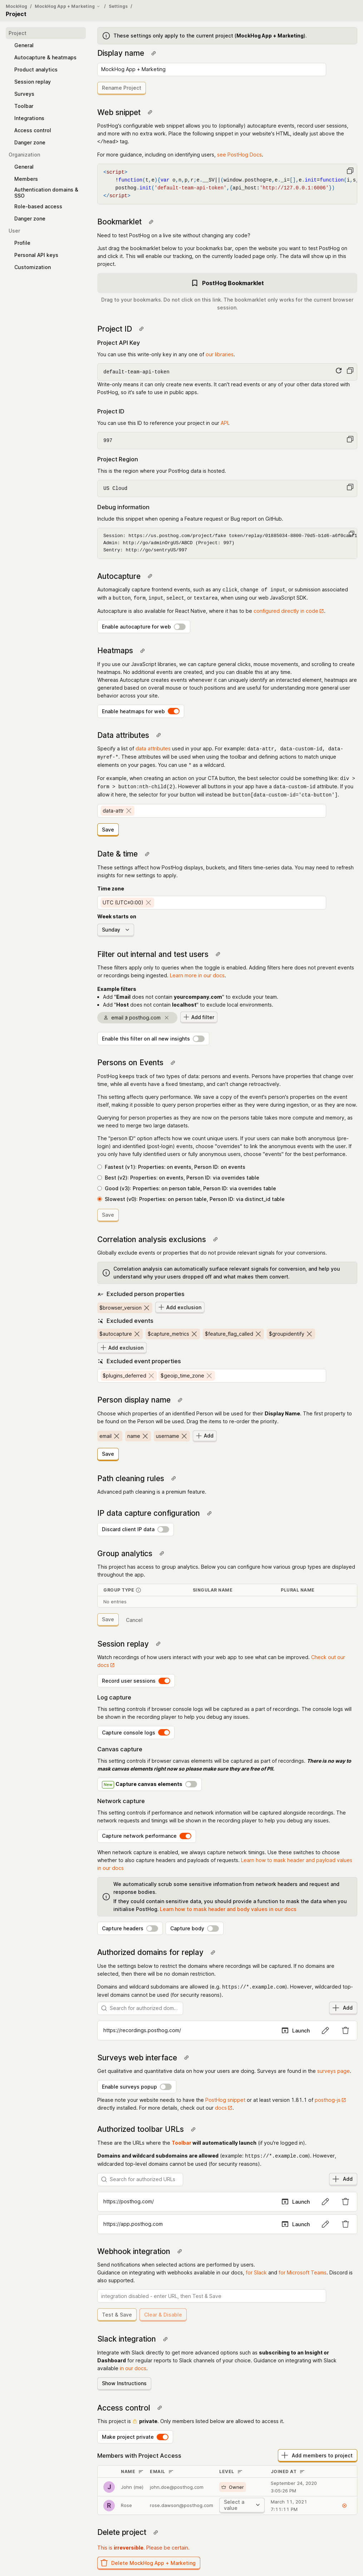 MockHog / MockHog App + Marketing / Settings /
Project
Project
General
Autocapture & heatmaps
Product analytics
Session replay
Surveys
Toolbar
Integrations
Access control
Danger zone
Organization
General
Members
Authentication domains &
SSO
Role-based access
Danger zone
User
Profile
Personal API keys
Customization
These settings only apply to the current project (MockHog App + Marketing).
Display name
MockHog App + Marketing
Rename Project
Web snippet
PostHog's configurable web snippet allows you to (optionally) autocapture events, record user sessions,
and more with no extra work. Place the following snippet in your website's HTML, ideally just above the
</head> tag.
For more guidance, including on identifying users, see PostHog Docs.
<script>
!function(t,e){var o,n,p,r;e.__SV||(window.posthog=e,e._i=[],e.init=function(i,s,
posthog.init('default-team-api-token',{api_host:'http://127.0.0.1:6006'})
</script>
Bookmarklet
Need to test PostHog on a live site without changing any code?
Just drag the bookmarklet below to your bookmarks bar, open the website you want to test PostHog on
and click it. This will enable our tracking, on the currently loaded page only. The data will show up in this
project.
PostHog Bookmarklet
Drag to your bookmarks. Do not click on this link. The bookmarklet only works for the current browser
session.
Project ID
Project API Key
You can use this write-only key in any one of our libraries.
default-team-api-token
Write-only means it can only create new events. It can't read events or any of your other data stored with
PostHog, so it's safe to use in public apps.
Project ID
You can use this ID to reference your project in our API.
997
Project Region
This is the region where your PostHog data is hosted.
US Cloud
Debug information
Include this snippet when opening a Feature request or Bug report on GitHub.
Admin: http://go/adminOrgUS/ABCD (Project: 997)
Sentry: http://go/sentryUS/997
Autocapture
Automagically capture frontend events, such as any click, change of input, or submission associated
with a button, form, input, select, or textarea, when using our web JavaScript SDK.
Autocapture is also available for React Native, where it has to be configured directly in code.
Enable autocapture for web
Heatmaps
If you use our JavaScript libraries, we can capture general clicks, mouse movements, and scrolling to create
heatmaps. No additional events are created, and you can disable this at any time.
Whereas Autocapture creates events whenever it can uniquely identify an interacted element, heatmaps are
generated based on overall mouse or touch positions and are useful for understanding more general user
behavior across your site.
Enable heatmaps for web
Data attributes
Specify a list of data attributes used in your app. For example: data-attr, data-custom-id, data-
myref-*. These attributes will be used when using the toolbar and defining actions to match unique
elements on your pages. You can use * as a wildcard.
For example, when creating an action on your CTA button, the best selector could be something like: div >
form > button:nth-child(2). However all buttons in your app have a data-custom-id attribute. If you
allow it here, the selector for your button will instead be button[data-custom-id='cta-button'].
data-attr
Save
Date & time
These settings affect how PostHog displays, buckets, and filters time-series data. You may need to refresh
insights for new settings to apply.
Time zone
UTC (UTC±0:00)
Week starts on
Sunday
Filter out internal and test users
These filters apply only to queries when the toggle is enabled. Adding filters here does not prevent events
or recordings being ingested. Learn more in our docs.
Example filters
Add "Email does not contain yourcompany.com" to exclude your team.
Add "Host does not contain localhost" to exclude local environments.
email ∌ posthog.com
Add filter
Enable this filter on all new insights
Persons on Events
PostHog keeps track of two types of data: persons and events. Persons have properties that change over
time, while all events have a fixed timestamp, and can't change retroactively.
This setting affects query performance. We save a copy of the person's properties on every event at event
time, making it possible to quickly query person properties either as they were during ingestion, or as they are now.
Querying for person properties as they are now on the persons table takes more compute and memory, as
we need to merge two large datasets.
The "person ID" option affects how we count unique users. If your users can make both anonymous (pre-
login) and identified (post-login) events, choose "overrides" to link the anonymous user with the logged in
user. If you only have fully anonymous or fully logged in users, choose "events" for the best performance.
Fastest (v1): Properties: on events, Person ID: on events
Best (v2): Properties: on events, Person ID: via overrides table
Good (v3): Properties: on person table, Person ID: via overrides table
Slowest (v0): Properties: on person table, Person ID: via distinct_id table
Save
Correlation analysis exclusions
Globally exclude events or properties that do not provide relevant signals for your conversions.
Correlation analysis can automatically surface relevant signals for conversion, and help you
understand why your users dropped off and what makes them convert.
Excluded person properties
$browser_version
Add exclusion
Excluded events
$autocapture $capture_metrics $feature_flag_called $groupidentify
Add exclusion
Excluded event properties
$plugins_deferred $geoip_time_zone
Person display name
Choose which properties of an identified Person will be used for their Display Name. The first property to
be found on the Person will be used. Drag the items to re-order the priority.
email name username Add
Save
Path cleaning rules
Advanced path cleaning is a premium feature.
IP data capture configuration
Discard client IP data
Group analytics
This project has access to group analytics. Below you can configure how various group types are displayed
throughout the app.
GROUP TYPE SINGULAR NAME PLURAL NAME
No entries
Save Cancel
Session replay
Watch recordings of how users interact with your web app to see what can be improved. Check out our
docs
Record user sessions
Log capture
This setting controls if browser console logs will be captured as a part of recordings. The console logs will
be shown in the recording player to help you debug any issues.
Capture console logs
Canvas capture
This setting controls if browser canvas elements will be captured as part of recordings. There is no way to
mask canvas elements right now so please make sure they are free of PII.
New Capture canvas elements
Network capture
This setting controls if performance and network information will be captured alongside recordings. The
network requests and timings will be shown in the recording player to help you debug any issues.
Capture network performance
When network capture is enabled, we always capture network timings. Use these switches to choose
whether to also capture headers and payloads of requests. Learn how to mask header and payload values
in our docs
We automatically scrub some sensitive information from network headers and request and
response bodies.
If they could contain sensitive data, you should provide a function to mask the data when you
initialise PostHog. Learn how to mask header and body values in our docs
Capture headers Capture body
Authorized domains for replay
Use the settings below to restrict the domains where recordings will be captured. If no domains are
selected, then there will be no domain restriction.
Domains and wildcard subdomains are allowed (e.g. https://*.example.com). However, wildcarded top-
level domains cannot be used (for security reasons).
Search for authorized dom...
Add
https://recordings.posthog.com/
Launch
Surveys web interface
Get qualitative and quantitative data on how your users are doing. Surveys are found in the surveys page.
Enable surveys popup
Please note your website needs to have the PostHog snippet or at least version 1.81.1 of posthog-js
directly installed. For more details, check out our docs.
Authorized toolbar URLs
These are the URLs where the Toolbar will automatically launch (if you're logged in).
Domains and wildcard subdomains are allowed (example: https://*.example.com). However,
wildcarded top-level domains cannot be used (for security reasons).
Search for authorized URLs
Add
https://posthog.com/
Launch
https://app.posthog.com
Launch
Webhook integration
Send notifications when selected actions are performed by users.
Guidance on integrating with webhooks available in our docs, for Slack and for Microsoft Teams. Discord is
also supported.
integration disabled - enter URL, then Test & Save
Test & Save Clear & Disable
Slack integration
Integrate with Slack directly to get more advanced options such as subscribing to an Insight or
Dashboard for regular reports to Slack channels of your choice. Guidance on integrating with Slack
available in our docs.
Show Instructions
Access control
This project is 🔒 private. Only members listed below are allowed to access it.
Make project private
Members with Project Access
Add members to project
NAME EMAIL LEVEL JOINED AT
J John (me) john.doe@posthog.com Owner September 24, 2020
3:05:26 PM
R Rose rose.dawson@posthog.com Select a value March 11, 2021
7:11:11 PM
Delete project
This is irreversible. Please be certain.
Delete MockHog App + Marketing